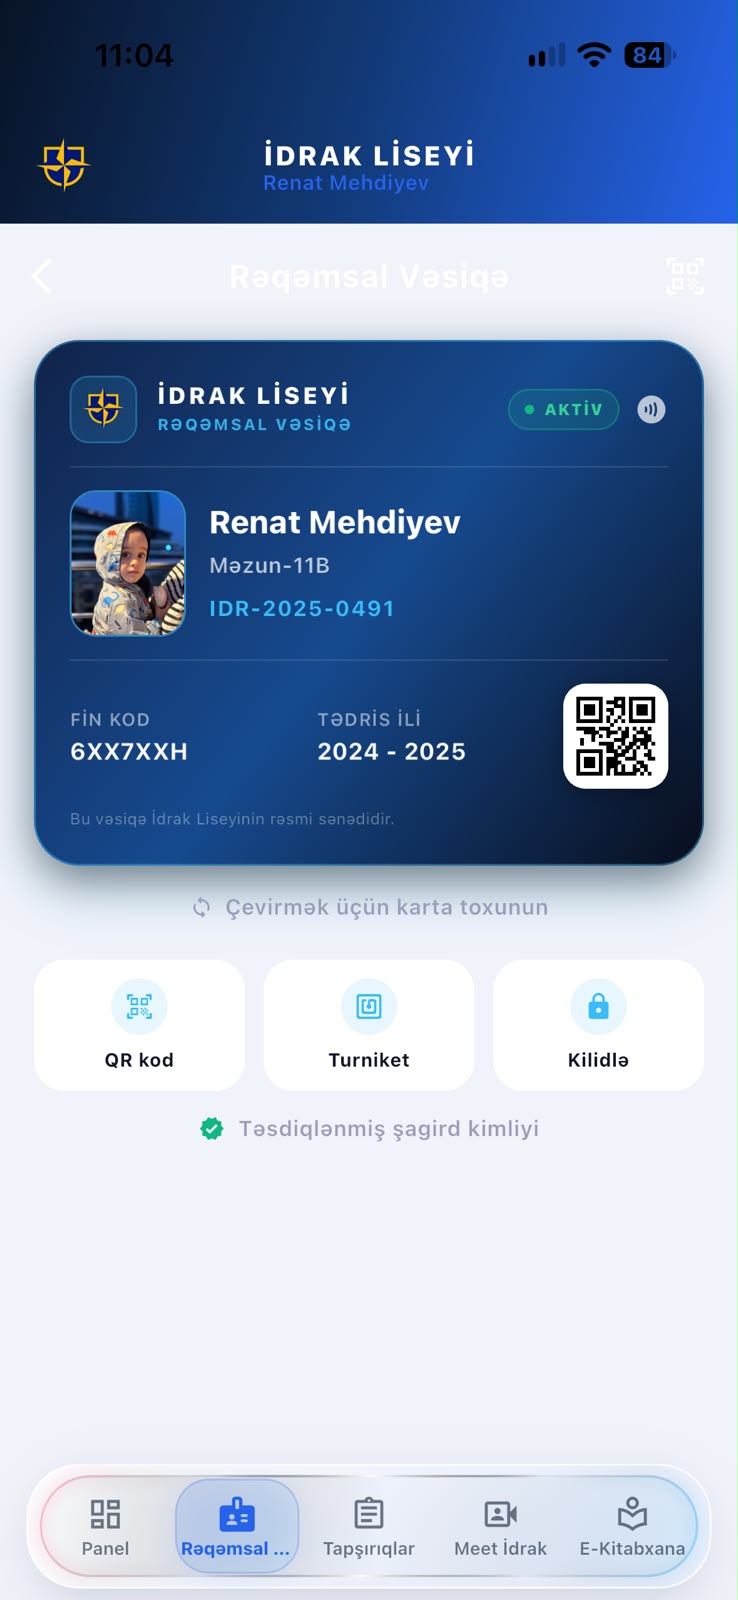 11:04
84
İDRAK LİSEYİ
Renat Mehdiyev
Rəqəmsal Vəsiqə
İDRAK LİSEYİ
RƏQƏMSAL VƏSİQƏ
AKTİV
Renat Mehdiyev
Məzun-11B
IDR-2025-0491
FİN KOD
6XX7XXH
TƏDRİS İLİ
2024 - 2025
Bu vəsiqə İdrak Liseyinin rəsmi sənədidir.
Çevirmək üçün karta toxunun
QR kod
Turniket
Kilidlə
Təsdiqlənmiş şagird kimliyi
Panel
Rəqəmsal ...
Tapşırıqlar
Meet İdrak
E-Kitabxana